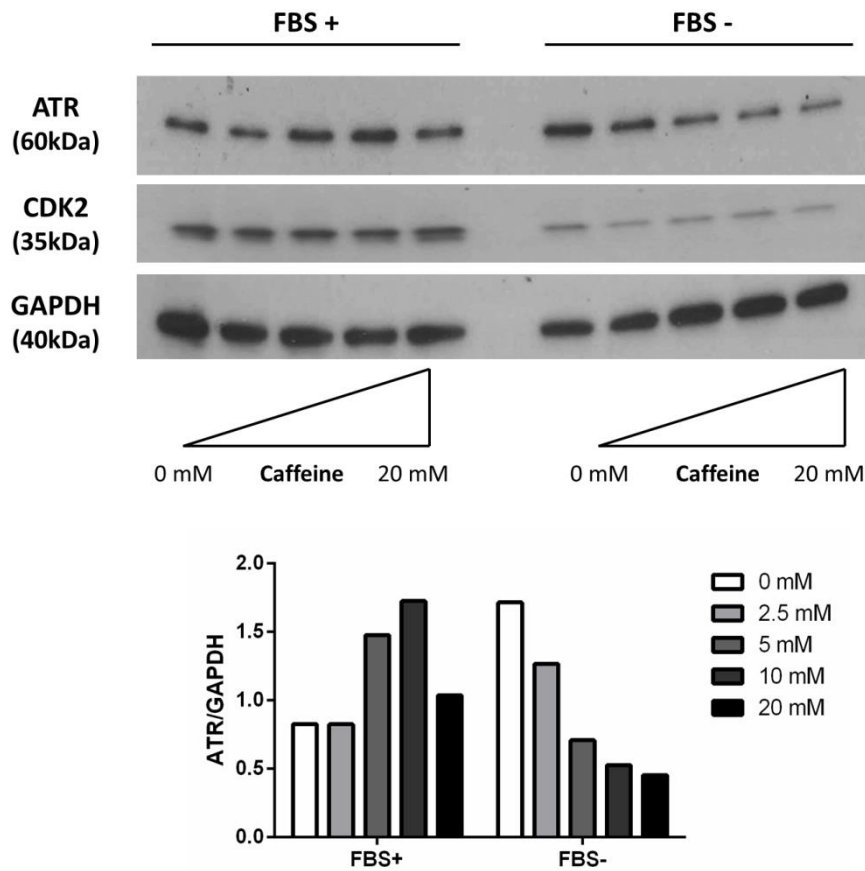 FBS + FBS -
ATR
(60kDa)
CDK2
(35kDa)
GAPDH
(40kDa)
0 mM Caffeine 20 mM 0 mM Caffeine 20 mM
2.0
1.5
1.0
0.5
0.0
ATR/GAPDH
FBS+ FBS-
0 mM
2.5 mM
5 mM
10 mM
20 mM